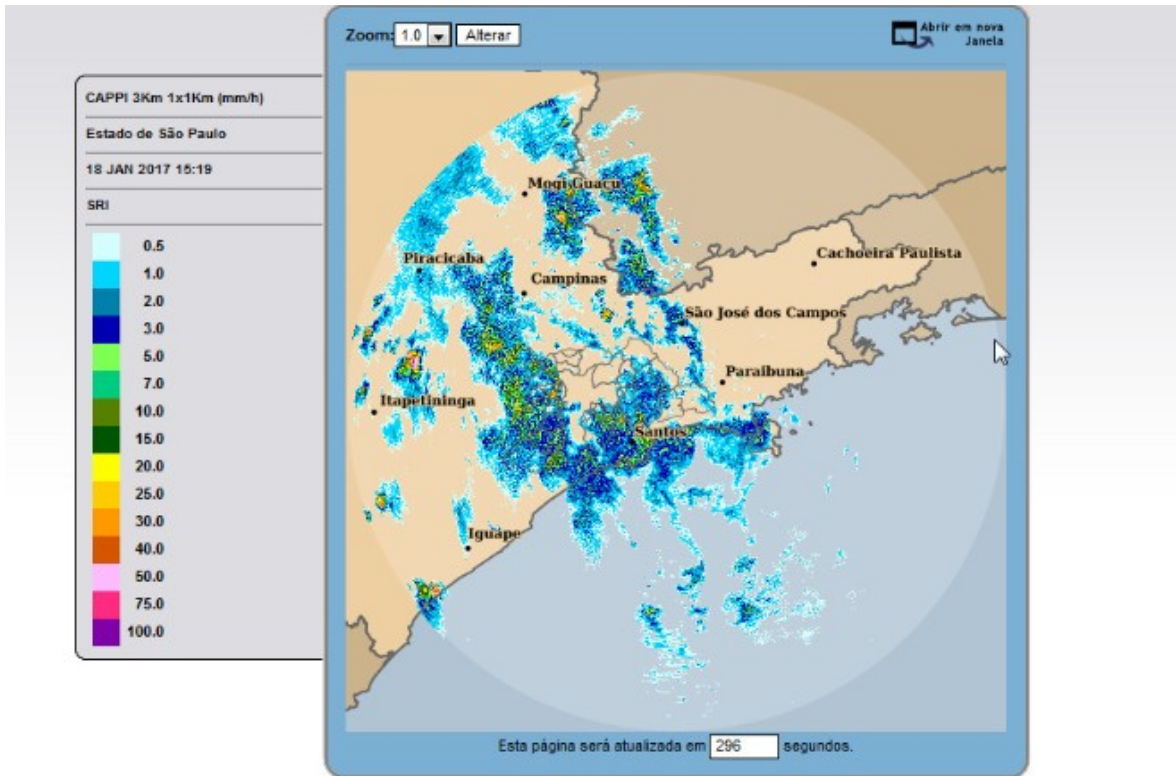 Zoom: 1.0 Alterar
Abrir em nova
Janela
CAPPI 3Km 1x1Km (mm/h)
Estado de São Paulo
18 JAN 2017 15:19
SRI
0.5
1.0
2.0
3.0
5.0
7.0
10.0
15.0
20.0
25.0
30.0
40.0
50.0
75.0
100.0
Mogi Guaçu
Cachoeira Paulista
Piracicaba
Campinas
São José dos Campos
Paraibuna
Itapetininga
Santos
Iguape
Esta página será atualizada em 296 segundos.